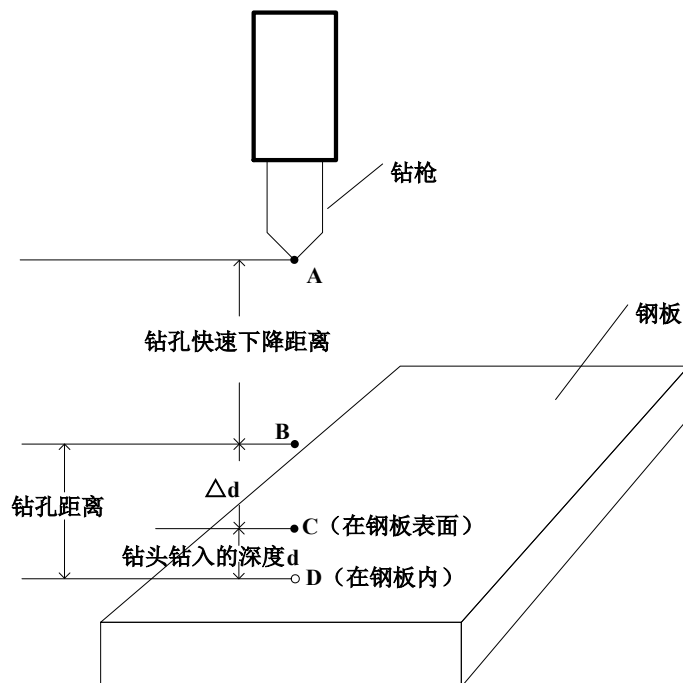 钻枪
A
钻孔快速下降距离
钢板
B
△d
钻孔距离
C（在钢板表面）
钻头钻入的深度d
D（在钢板内）